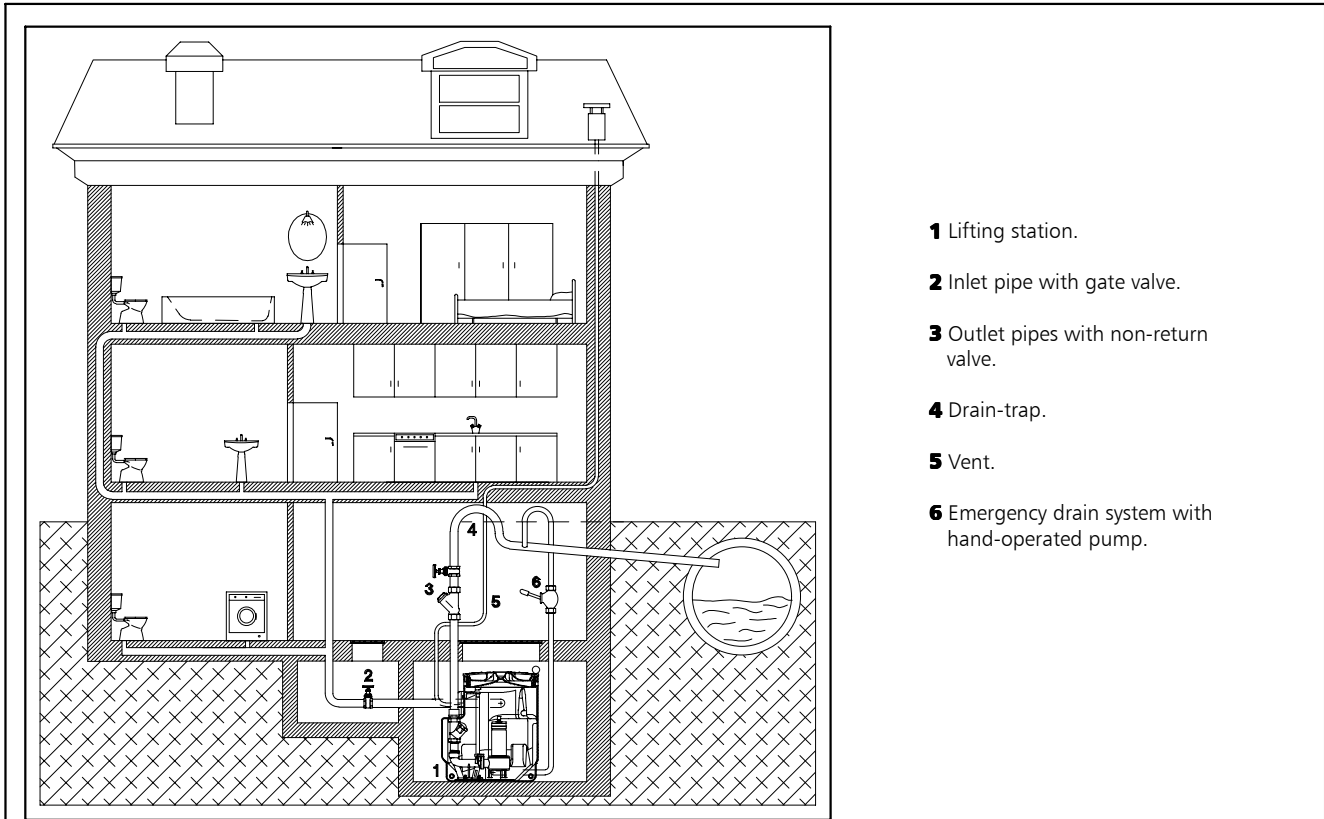 1 Lifting station.
2 Inlet pipe with gate valve.
3 Outlet pipes with non-return
valve.
4 Drain-trap.
5 Vent.
6 Emergency drain system with
hand-operated pump.
4
3
6
5
2
1